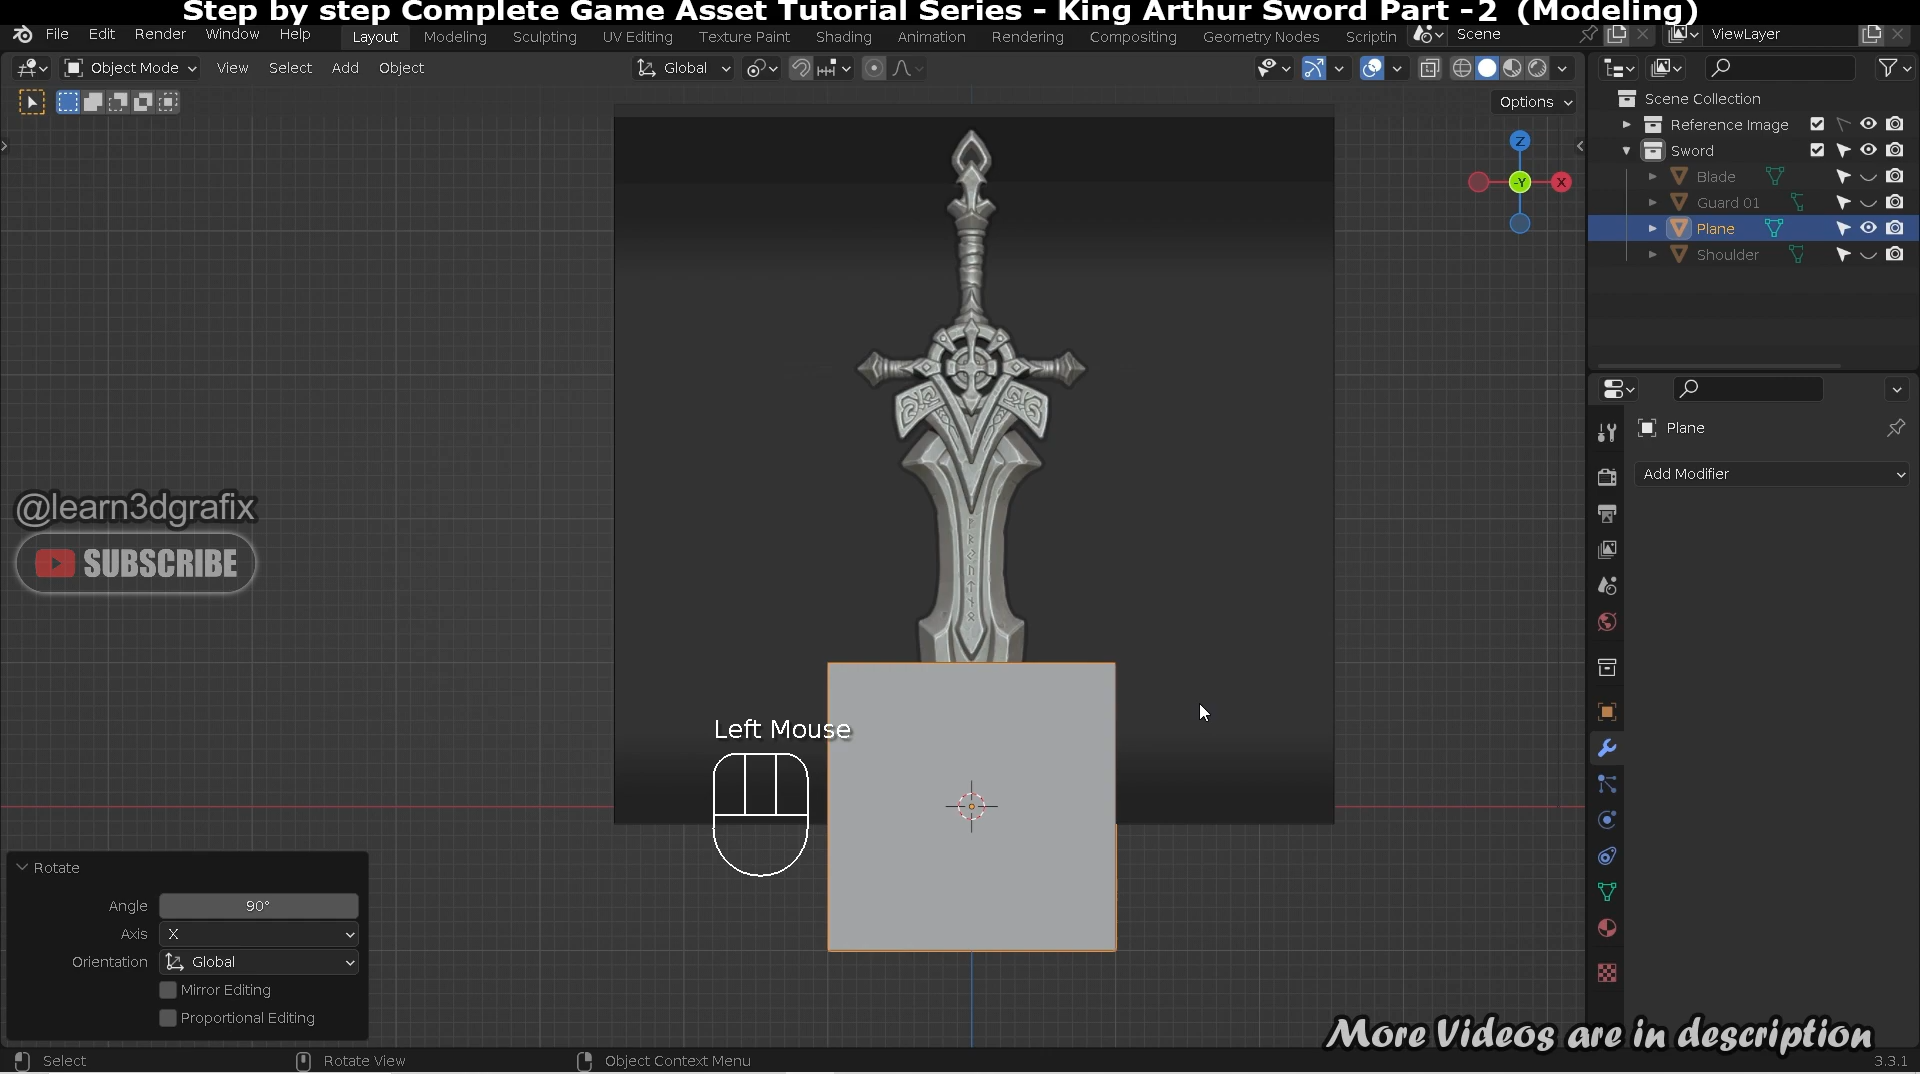 Step by step Complete Game Asset Tutorial Series - King Arthur Sword Part -2 (Modeling)
File Edit Render Window Help Layout Modeling Sculpting UV Editing Texture Paint Shading Animation Rendering Compositing Geometry Nodes Scriptin Scene ViewLayer
Object Mode View Select Add Object Global
Options
Scene Collection
Reference Image
Sword
Blade
Guard 01
Plane
Shoulder
Z
-Y
X
Plane
Add Modifier
@learn3dgrafix
SUBSCRIBE
Left Mouse
Rotate
Angle 90°
Axis X
Orientation Global
Mirror Editing
Proportional Editing
More Videos are in description
Select Rotate View Object Context Menu 3.3.1